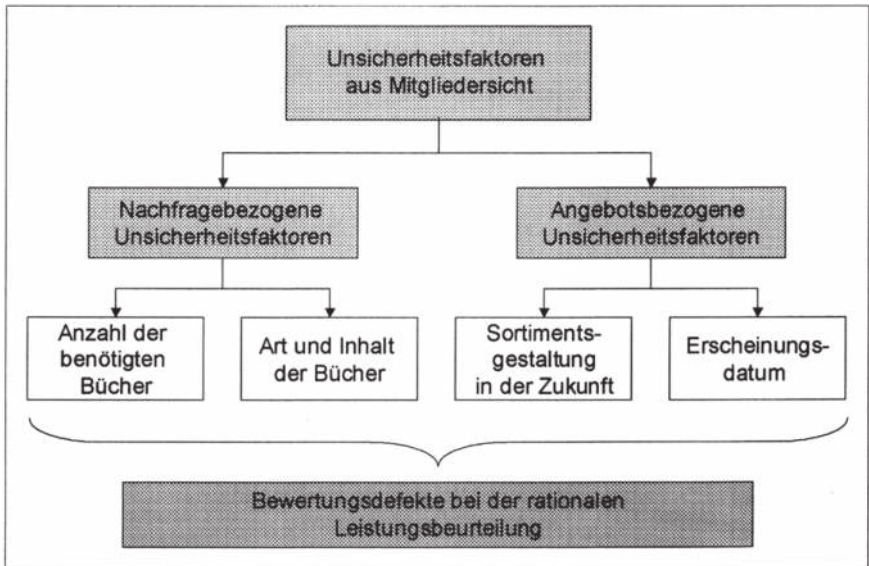 Unsicherheitsfaktoren
aus Mitgliedersicht
Nachfragebezogene
Unsicherheitsfaktoren
Angebotsbezogene
Unsicherheitsfaktoren
Anzahl der
benötigten
Bücher
Art und Inhalt
der Bücher
Sortiments-
gestaltung
in der Zukunft
Erscheinungs-
datum
Bewertungsdefekte bei der rationalen
Leistungsbeurteilung